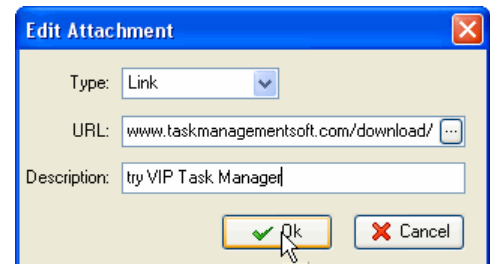 Edit Attachment
Type: Link
URL: www.taskmanagementsoft.com/download/ ...
Description: try VIP Task Manager
Ok Cancel